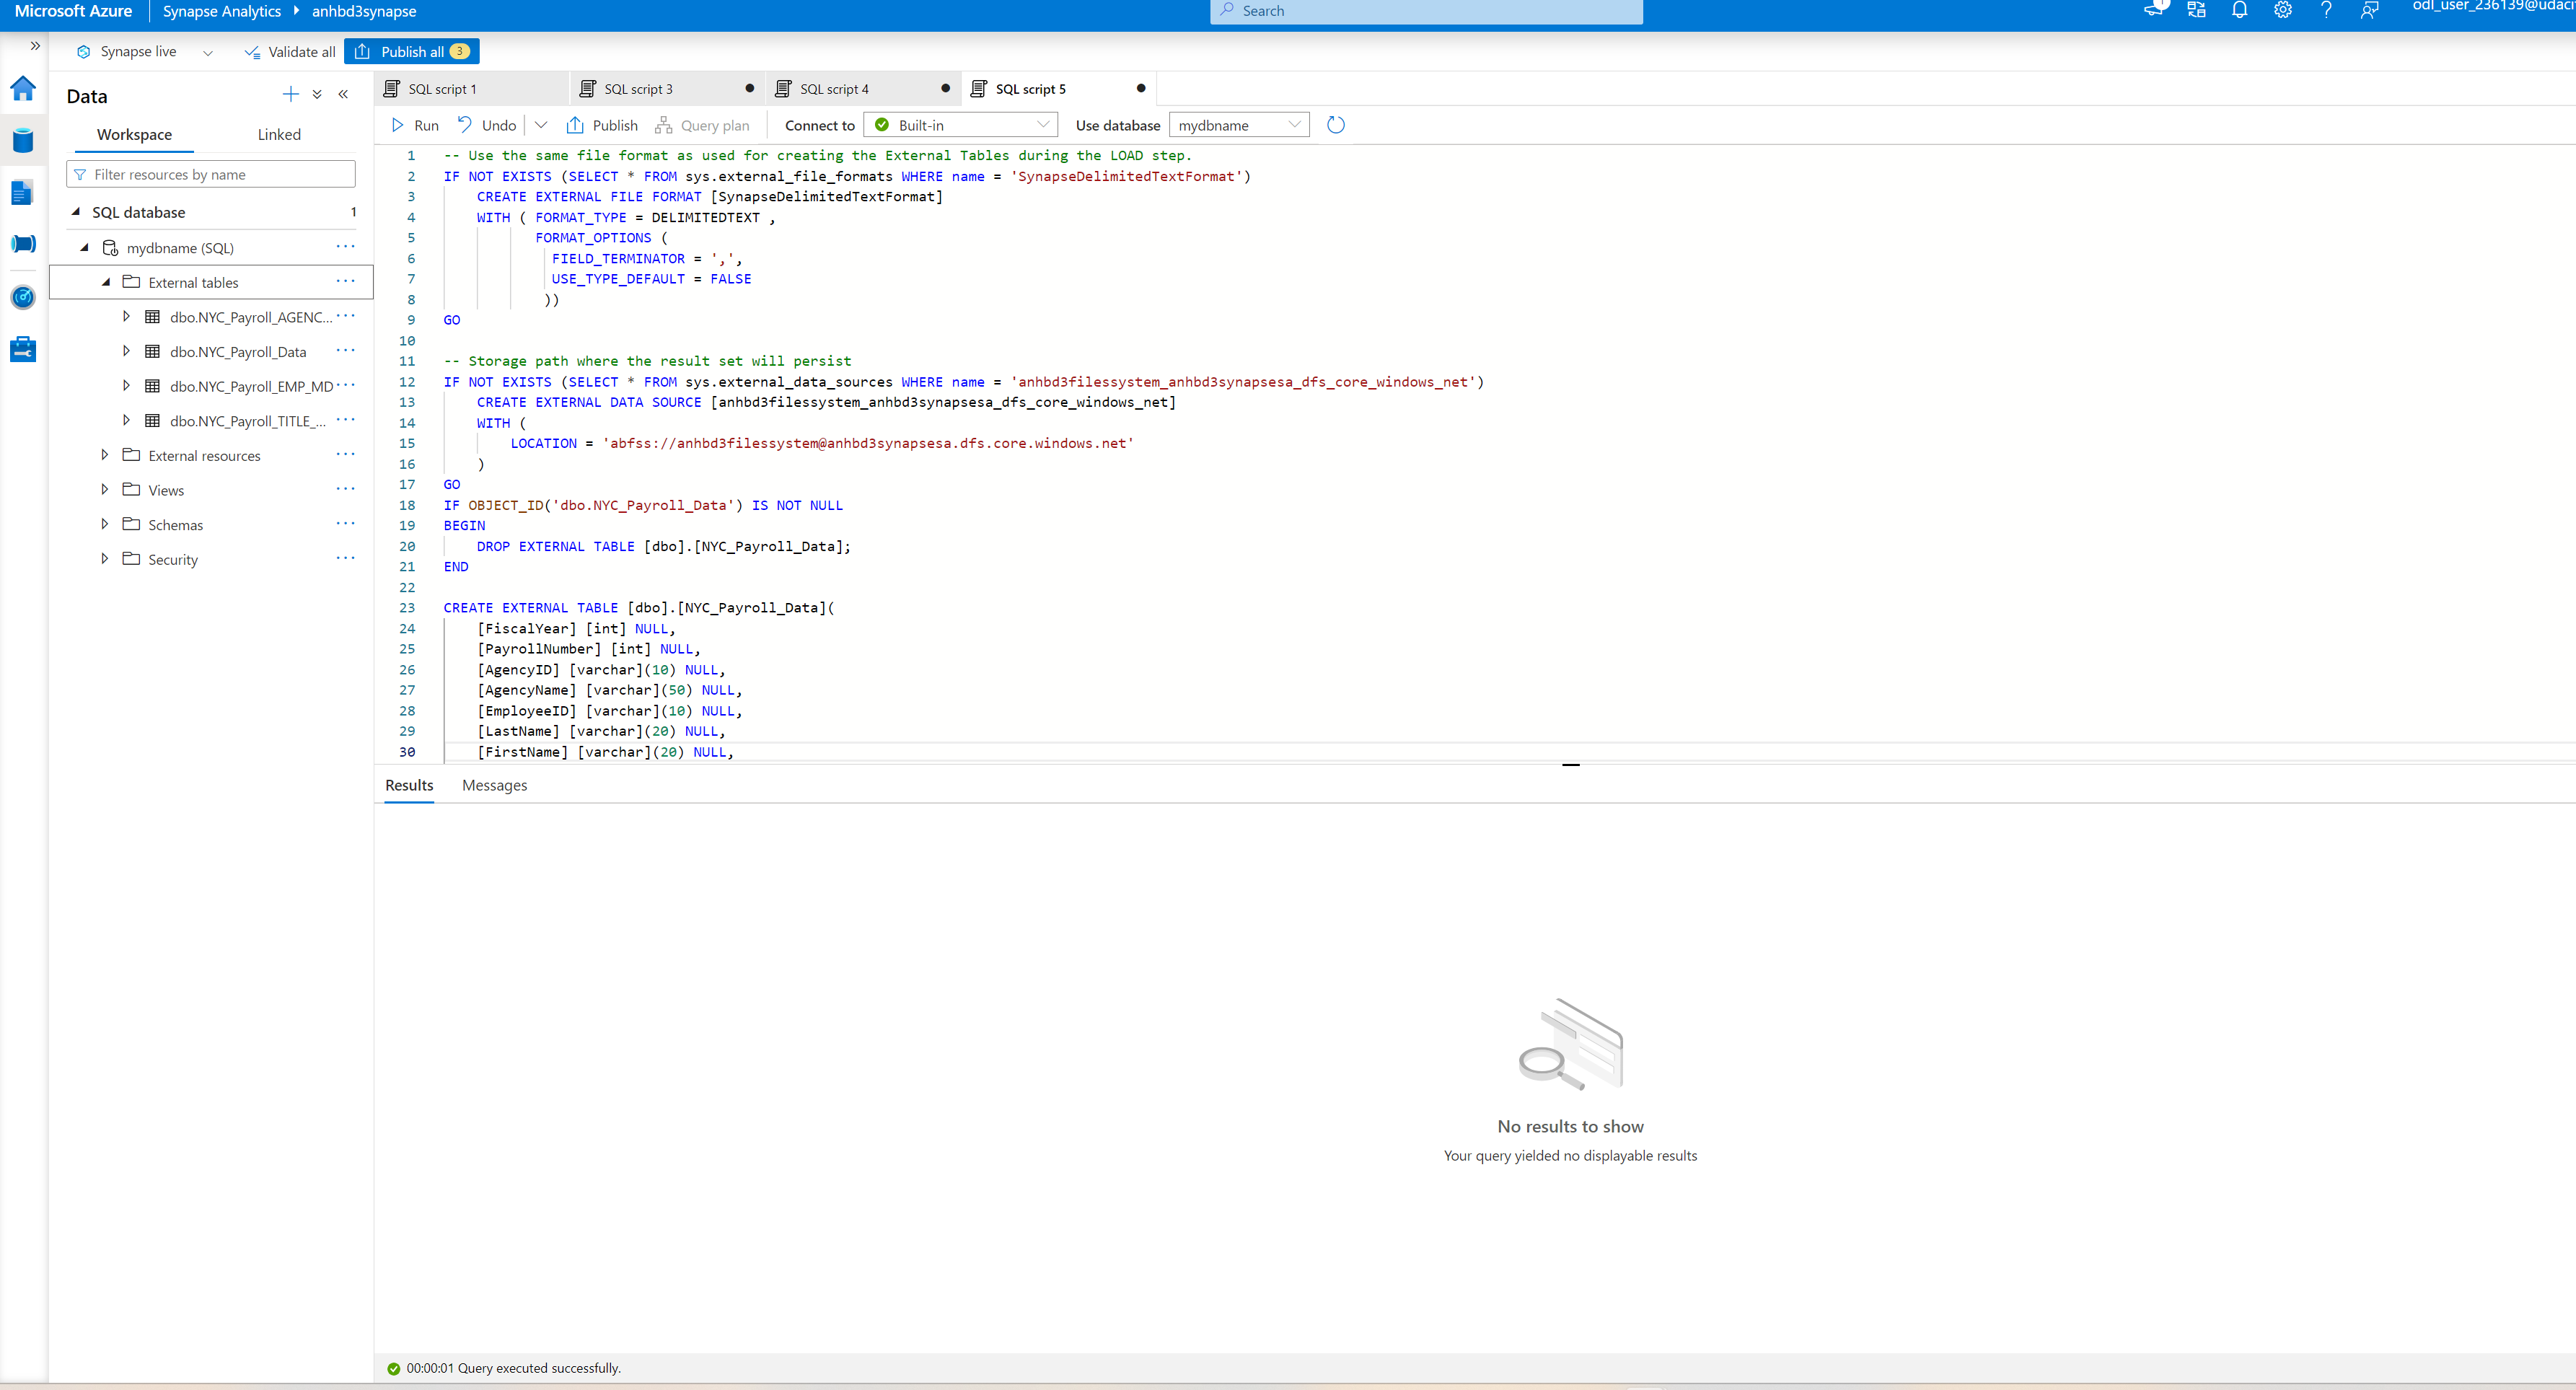 Microsoft Azure Synapse Analytics anhbd3synapse Search 1
Synapse live Validate all Publish all 3
Data
Workspace Linked
Filter resources by name
SQL database 1
mydbname (SQL)
External tables
dbo.NYC_Payroll_AGENC...
dbo.NYC_Payroll_Data
dbo.NYC_Payroll_EMP_MD
dbo.NYC_Payroll_TITLE_...
External resources
Views
Schemas
Security
SQL script 1 SQL script 3 SQL script 4 SQL script 5
Run Undo Publish Query plan Connect to Built-in Use database mydbname
1 -- Use the same file format as used for creating the External Tables during the LOAD step.
2 IF NOT EXISTS (SELECT * FROM sys.external_file_formats WHERE name = 'SynapseDelimitedTextFormat')
3 CREATE EXTERNAL FILE FORMAT [SynapseDelimitedTextFormat]
4 WITH ( FORMAT_TYPE = DELIMITEDTEXT ,
5 FORMAT_OPTIONS (
6 FIELD_TERMINATOR = ',',
7 USE_TYPE_DEFAULT = FALSE
8 ))
9 GO
10
11 -- Storage path where the result set will persist
12 IF NOT EXISTS (SELECT * FROM sys.external_data_sources WHERE name = 'anhbd3filessystem_anhbd3synapsesa_dfs_core_windows_net')
13 CREATE EXTERNAL DATA SOURCE [anhbd3filessystem_anhbd3synapsesa_dfs_core_windows_net]
14 WITH (
15 LOCATION = 'abfss://anhbd3filessystem@anhbd3synapsesa.dfs.core.windows.net'
16 )
17 GO
18 IF OBJECT_ID('dbo.NYC_Payroll_Data') IS NOT NULL
19 BEGIN
20 DROP EXTERNAL TABLE [dbo].[NYC_Payroll_Data];
21 END
22
23 CREATE EXTERNAL TABLE [dbo].[NYC_Payroll_Data](
24 [FiscalYear] [int] NULL,
25 [PayrollNumber] [int] NULL,
26 [AgencyID] [varchar](10) NULL,
27 [AgencyName] [varchar](50) NULL,
28 [EmployeeID] [varchar](10) NULL,
29 [LastName] [varchar](20) NULL,
30 [FirstName] [varchar](20) NULL,
Results Messages
No results to show
Your query yielded no displayable results
00:00:01 Query executed successfully.